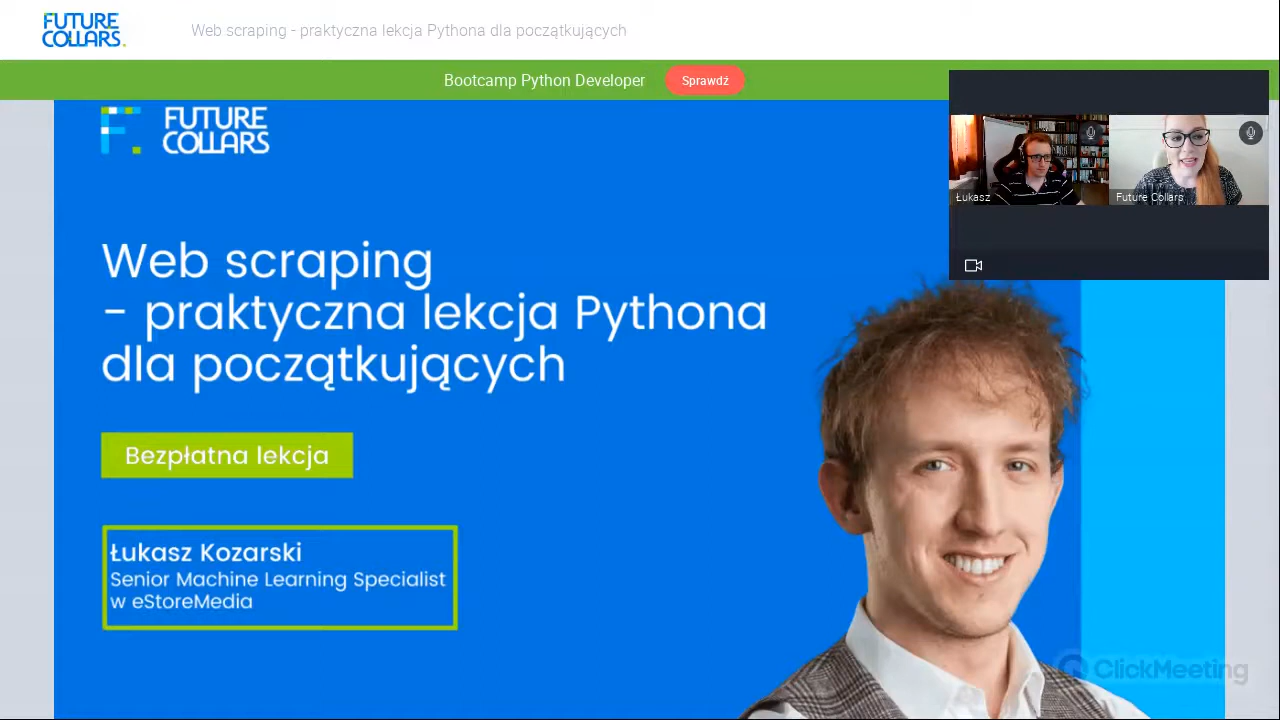 FUTURE
COLLARS.
Web scraping - praktyczna lekcja Pythona dla początkujących
Bootcamp Python Developer
Sprawdź
F.
FUTURE
COLLARS
Łukasz
Future Collars
Web scraping
- praktyczna lekcja Pythona
dla początkujących
Bezpłatna lekcja
Łukasz Kozarski
Senior Machine Learning Specialist
w eStoreMedia
ClickMeeting